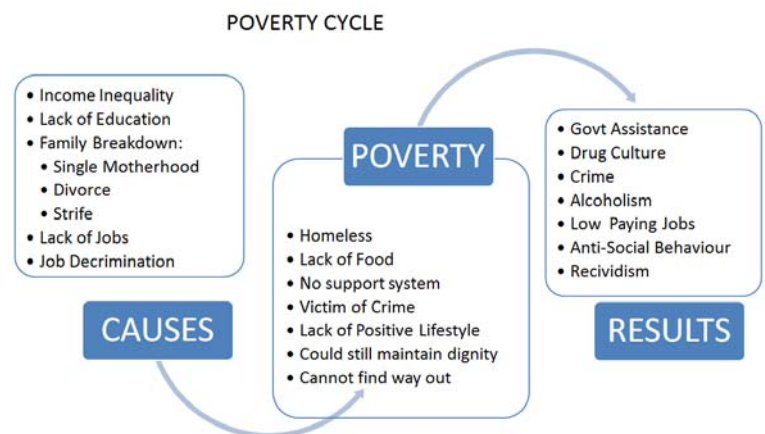 POVERTY CYCLE
• Income Inequality
• Lack of Education
• Family Breakdown:
• Single Motherhood
• Divorce
• Strife
• Lack of Jobs
• Job Decrimination
CAUSES
POVERTY
• Homeless
• Lack of Food
• No support system
• Victim of Crime
• Lack of Positive Lifestyle
• Could still maintain dignity
• Cannot find way out
• Govt Assistance
• Drug Culture
• Crime
• Alcoholism
• Low Paying Jobs
• Anti-Social Behaviour
• Recividism
RESULTS